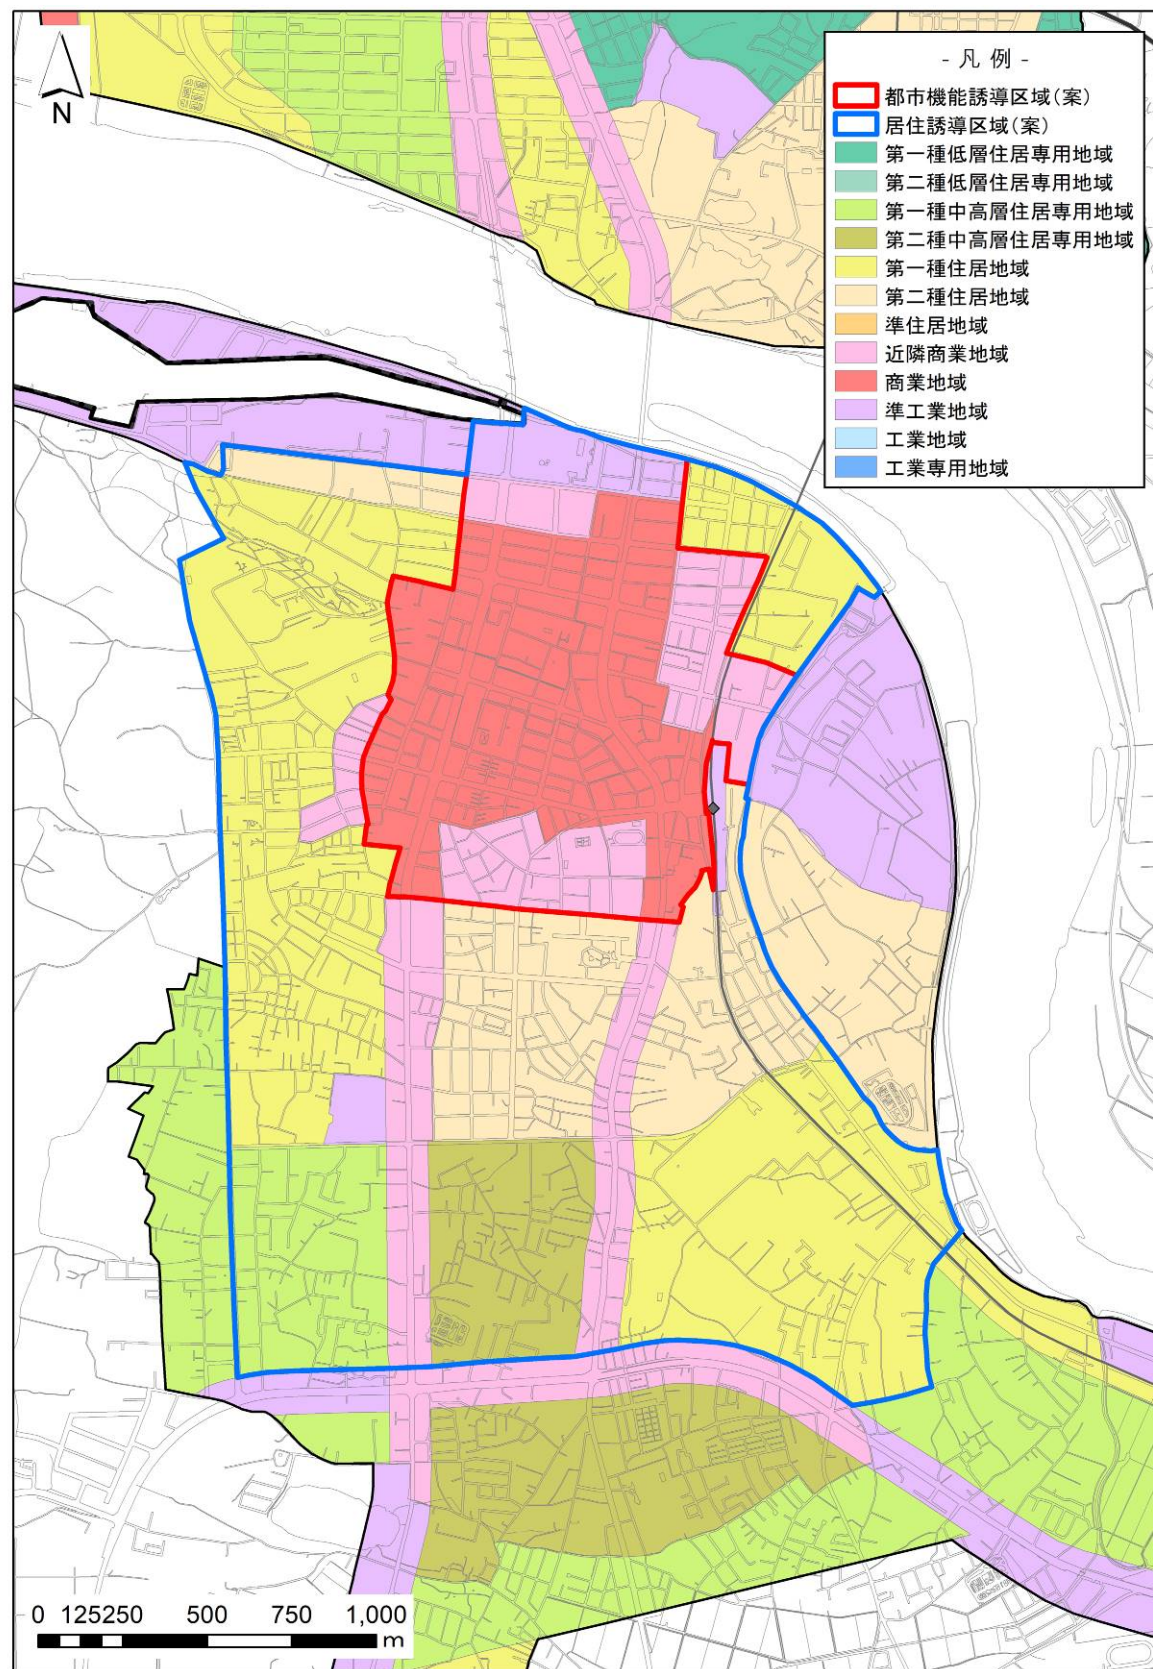 N
- 凡 例 -
都市機能誘導区域(案)
居住誘導区域(案)
第一種低層住居専用地域
第二種低層住居専用地域
第一種中高層住居専用地域
第二種中高層住居専用地域
第一種住居地域
第二種住居地域
準住居地域
近隣商業地域
商業地域
準工業地域
工業地域
工業専用地域
0 125250 500 750 1,000
m